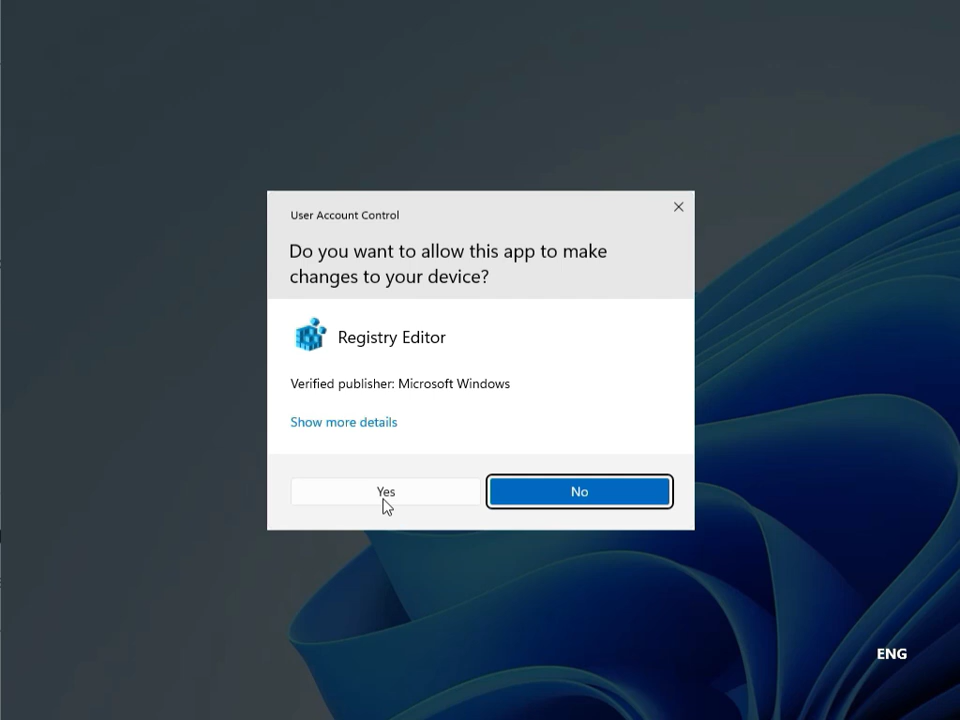 User Account Control
Do you want to allow this app to make
changes to your device?
Registry Editor
Verified publisher: Microsoft Windows
Show more details
Yes
No
ENG